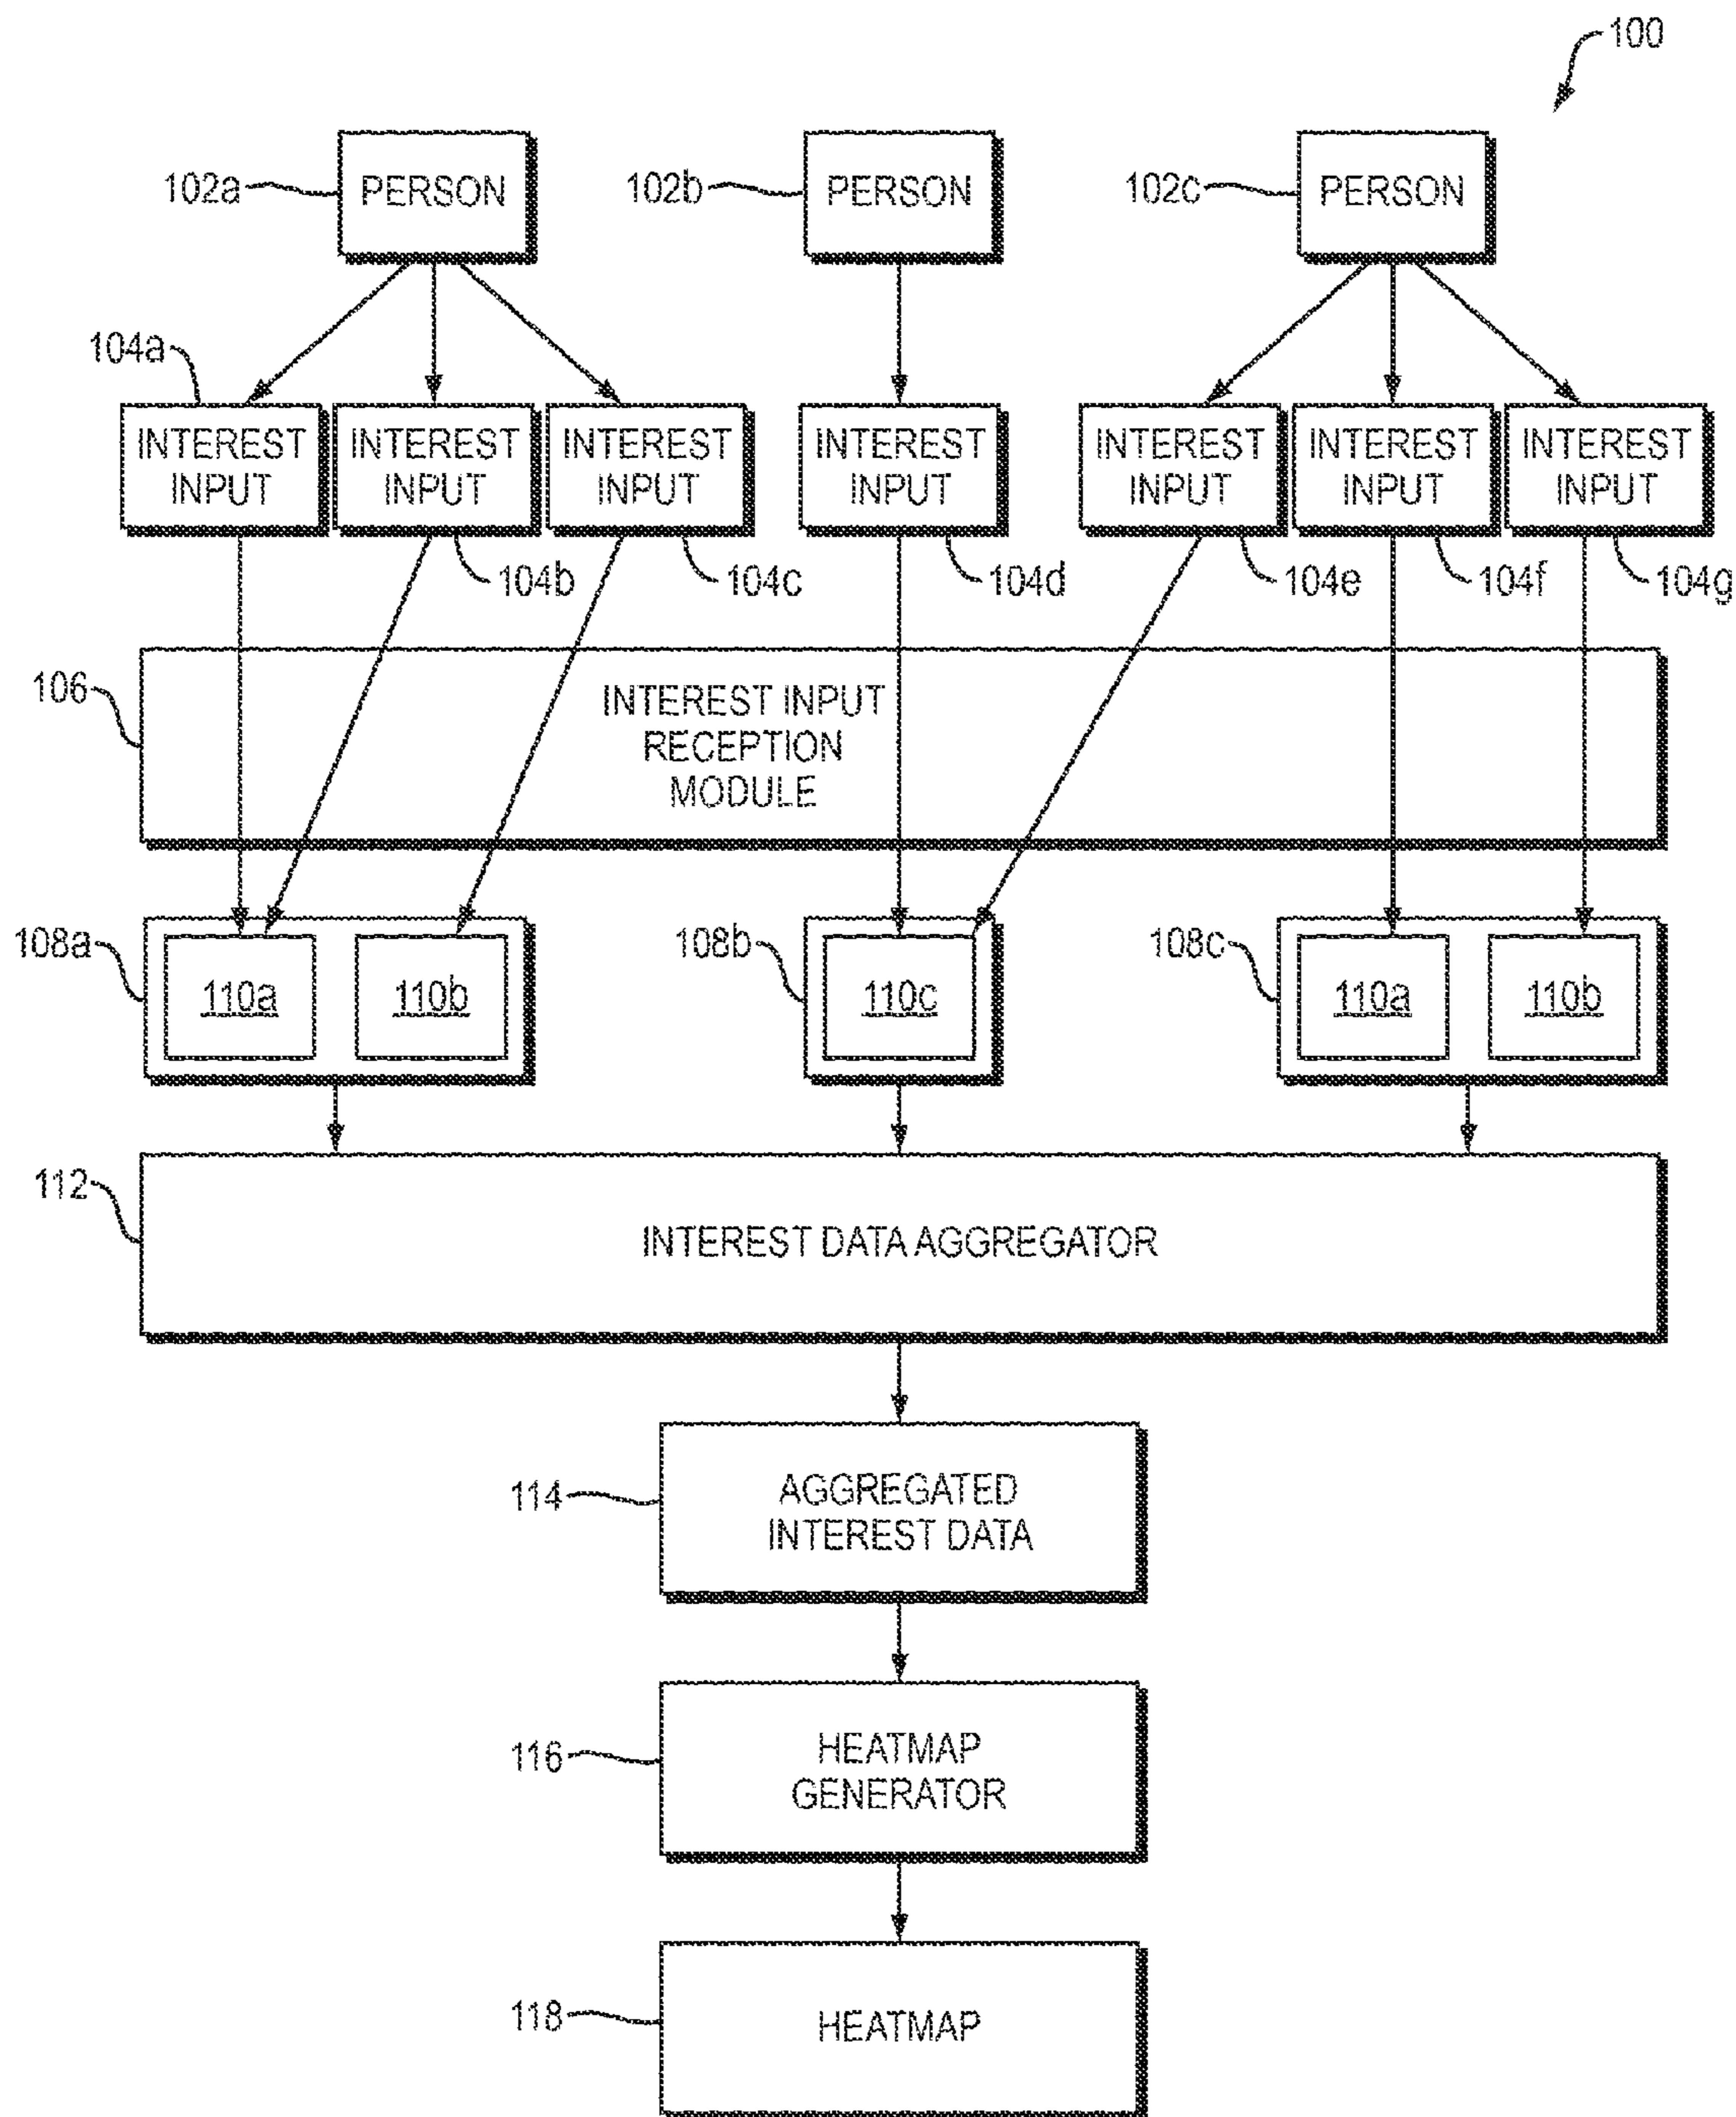 100
102a
PERSON
102b
PERSON
102c
PERSON
104a
INTEREST
INPUT
INTEREST
INPUT
INTEREST
INPUT
INTEREST
INPUT
INTEREST
INPUT
INTEREST
INPUT
INTEREST
INPUT
104b
104c
104d
104e
104f
104g
106
INTEREST INPUT
RECEPTION
MODULE
108a
110a
110b
108b
110c
108c
110a
110b
112
INTEREST DATA AGGREGATOR
114
AGGREGATED
INTEREST DATA
116
HEATMAP
GENERATOR
118
HEATMAP